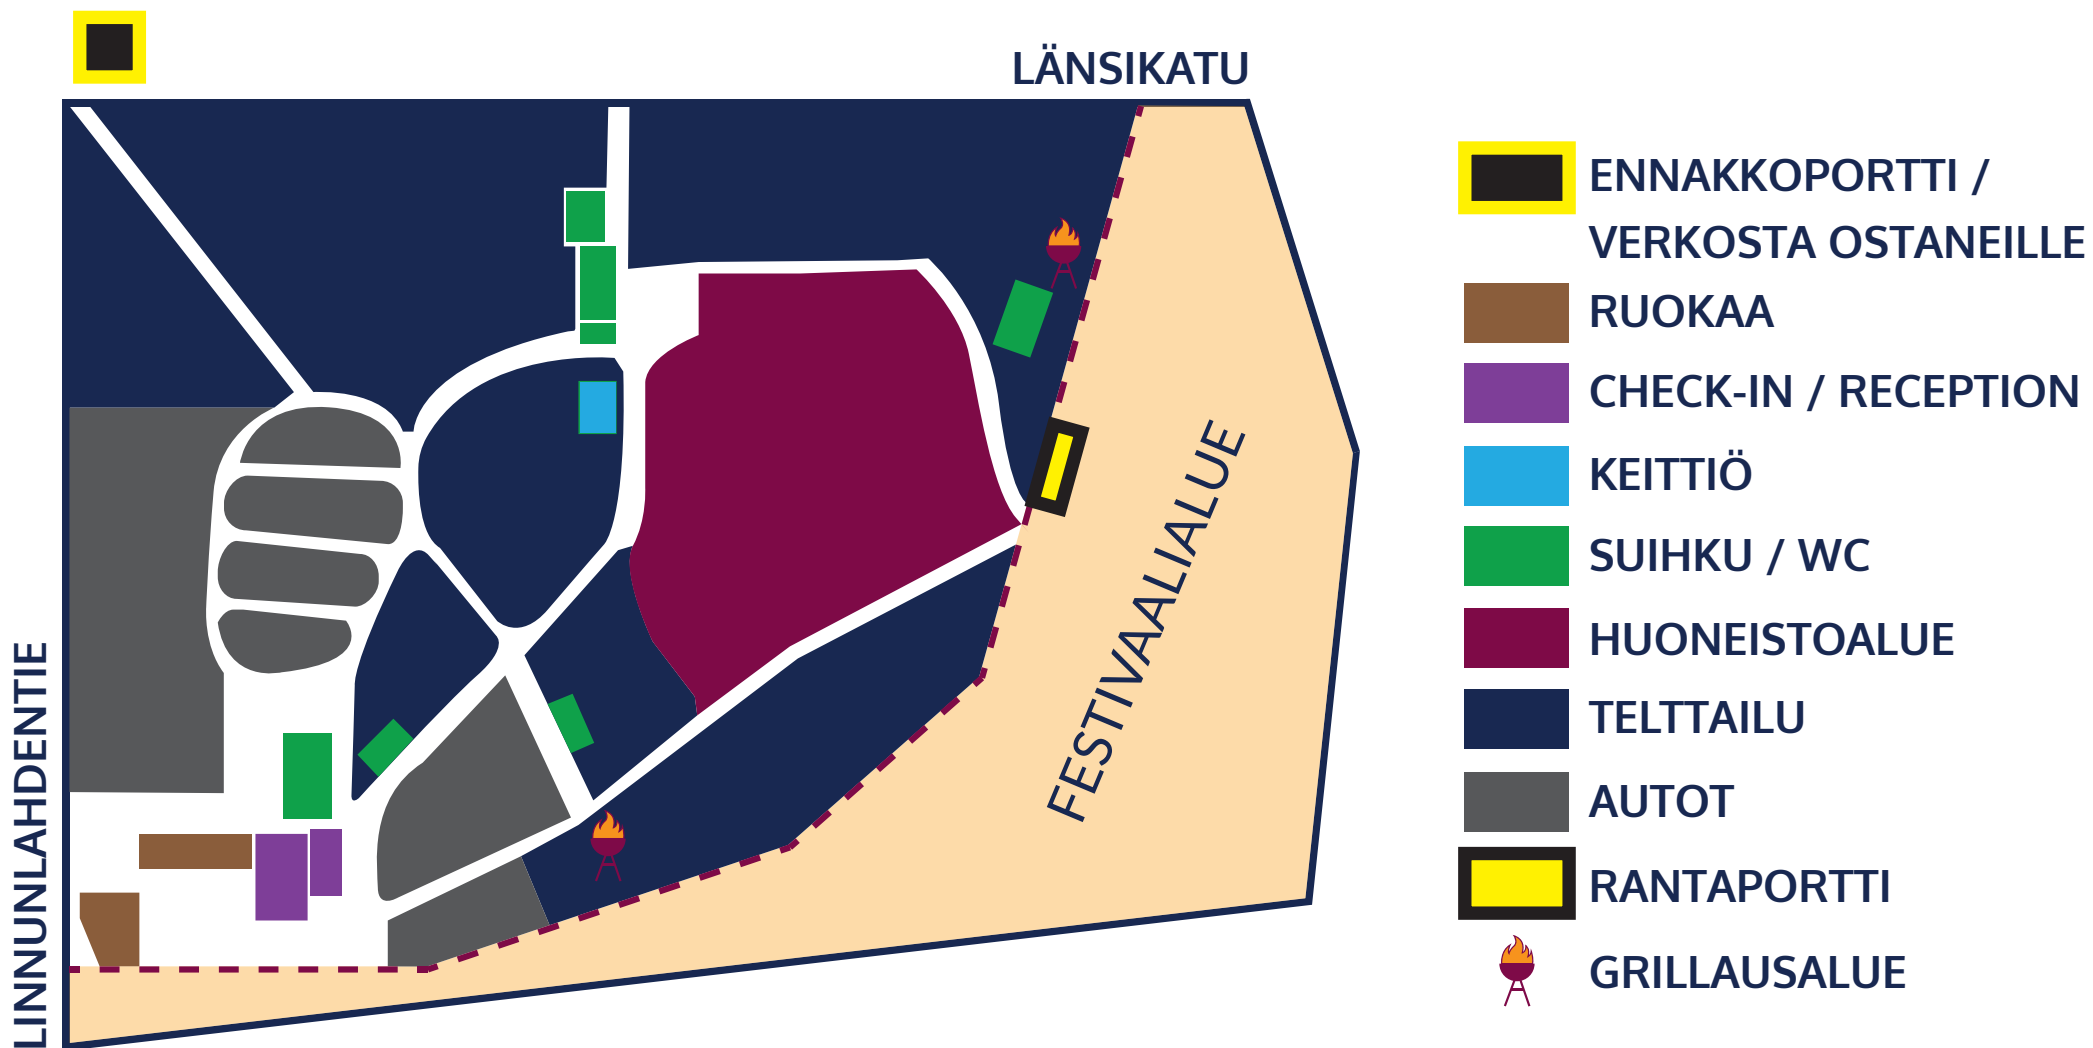 LÄNSIKATU
LINNUNLAHDENTIE
FESTIVAALIALUE
ENNAKKOPORTTI /
VERKOSTA OSTANEILLE
RUOKAA
CHECK-IN / RECEPTION
KEITTIÖ
SUIHKU / WC
HUONEISTOALUE
TELTTAILU
AUTOT
RANTAPORTTI
GRILLAUSALUE